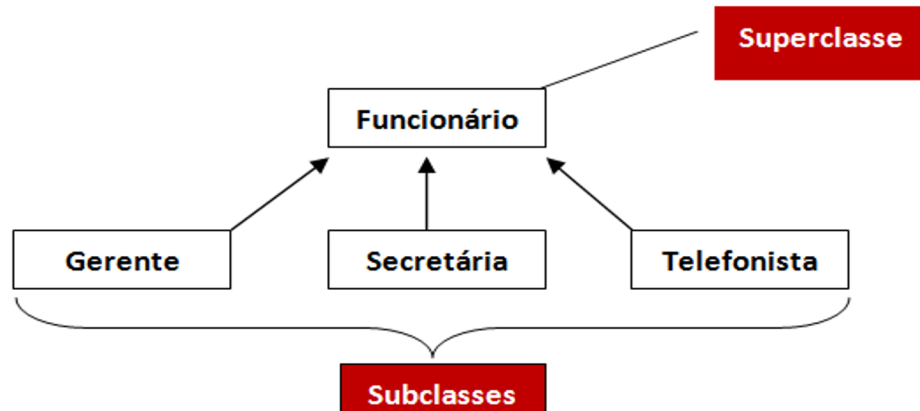 Superclasse
Funcionário
Gerente
Secretária
Telefonista
Subclasses